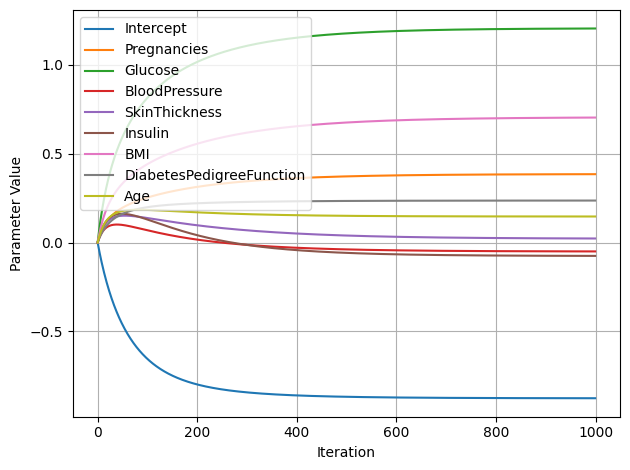 Intercept
Pregnancies
Glucose
BloodPressure
SkinThickness
Insulin
BMI
DiabetesPedigreeFunction
Age
Parameter Value
1.0
0.5
0.0
−0.5
0 200 400 600 800 1000
Iteration